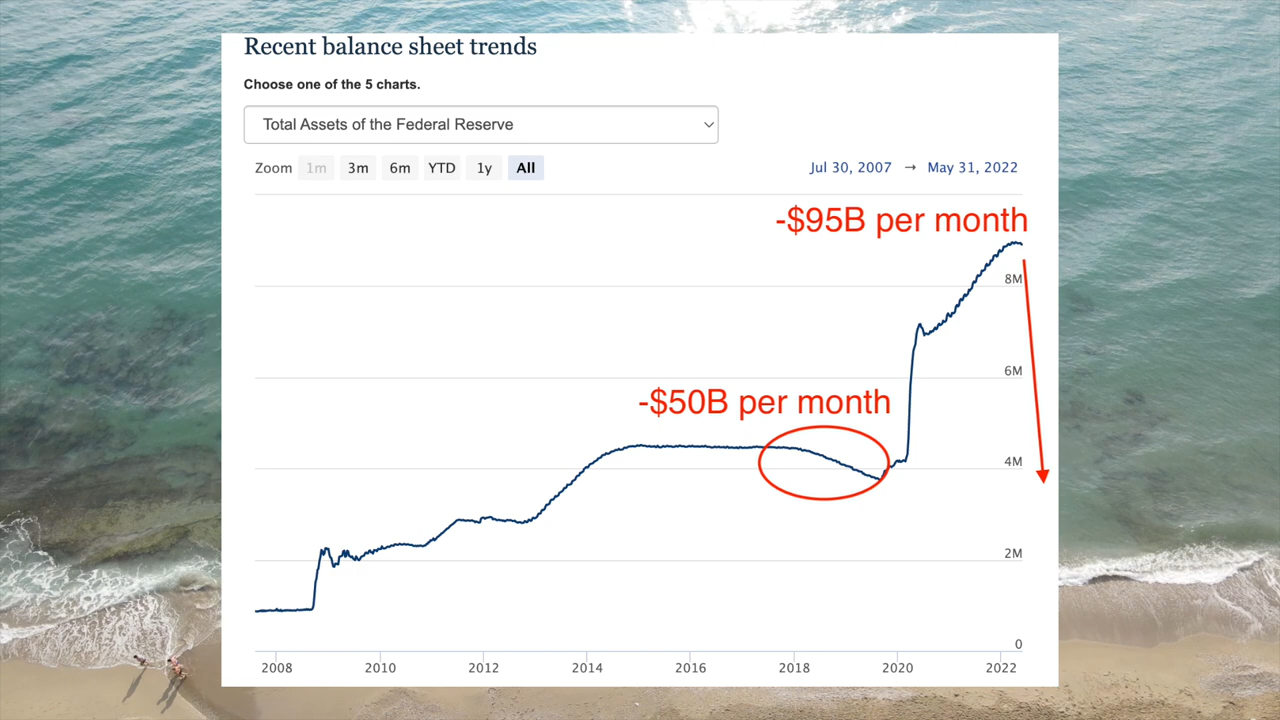 Recent balance sheet trends
Choose one of the 5 charts.
Total Assets of the Federal Reserve
Zoom 1m 3m 6m YTD 1y All Jul 30, 2007 → May 31, 2022
-$95B per month
8M
6M
-$50B per month
4M
2M
0
2008 2010 2012 2014 2016 2018 2020 2022